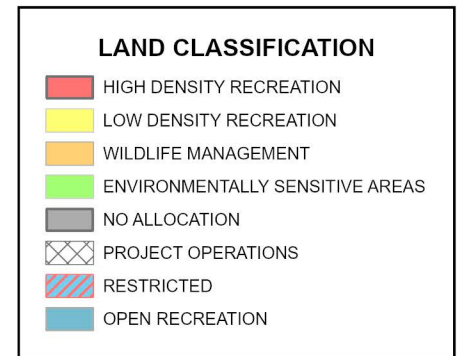 LAND CLASSIFICATION
HIGH DENSITY RECREATION
LOW DENSITY RECREATION
WILDLIFE MANAGEMENT
ENVIRONMENTALLY SENSITIVE AREAS
NO ALLOCATION
PROJECT OPERATIONS
RESTRICTED
OPEN RECREATION